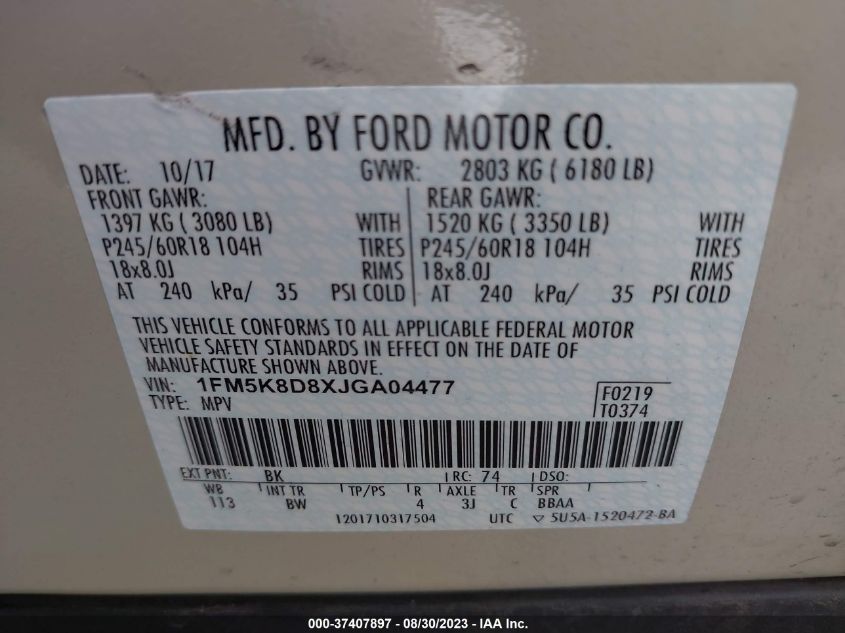 MFD. BY FORD MOTOR CO.
DATE: 10/17 GVWR: 2803 KG ( 6180 LB)
FRONT GAWR: REAR GAWR:
1397 KG ( 3080 LB) WITH 1520 KG ( 3350 LB) WITH
P245/60R18 104H TIRES P245/60R18 104H TIRES
18x8.0J RIMS 18x8.0J RIMS
AT 240 kPa/ 35 PSI COLD AT 240 kPa/ 35 PSI COLD
THIS VEHICLE CONFORMS TO ALL APPLICABLE FEDERAL MOTOR
VEHICLE SAFETY STANDARDS IN EFFECT ON THE DATE OF
MANUFACTURE SHOWN ABOVE.
VIN: 1FM5K8D8XJGA04477
TYPE: MPV
F0219
T0374
EXT PNT: BK RC: 74 DSO:
WB INT TR TP/PS R AXLE TR SPR
113 BW 4 3J C BBAA
1201710317504 UTC ▽ 5U5A-1520472-BA
000-37407897 - 08/30/2023 - IAA Inc.